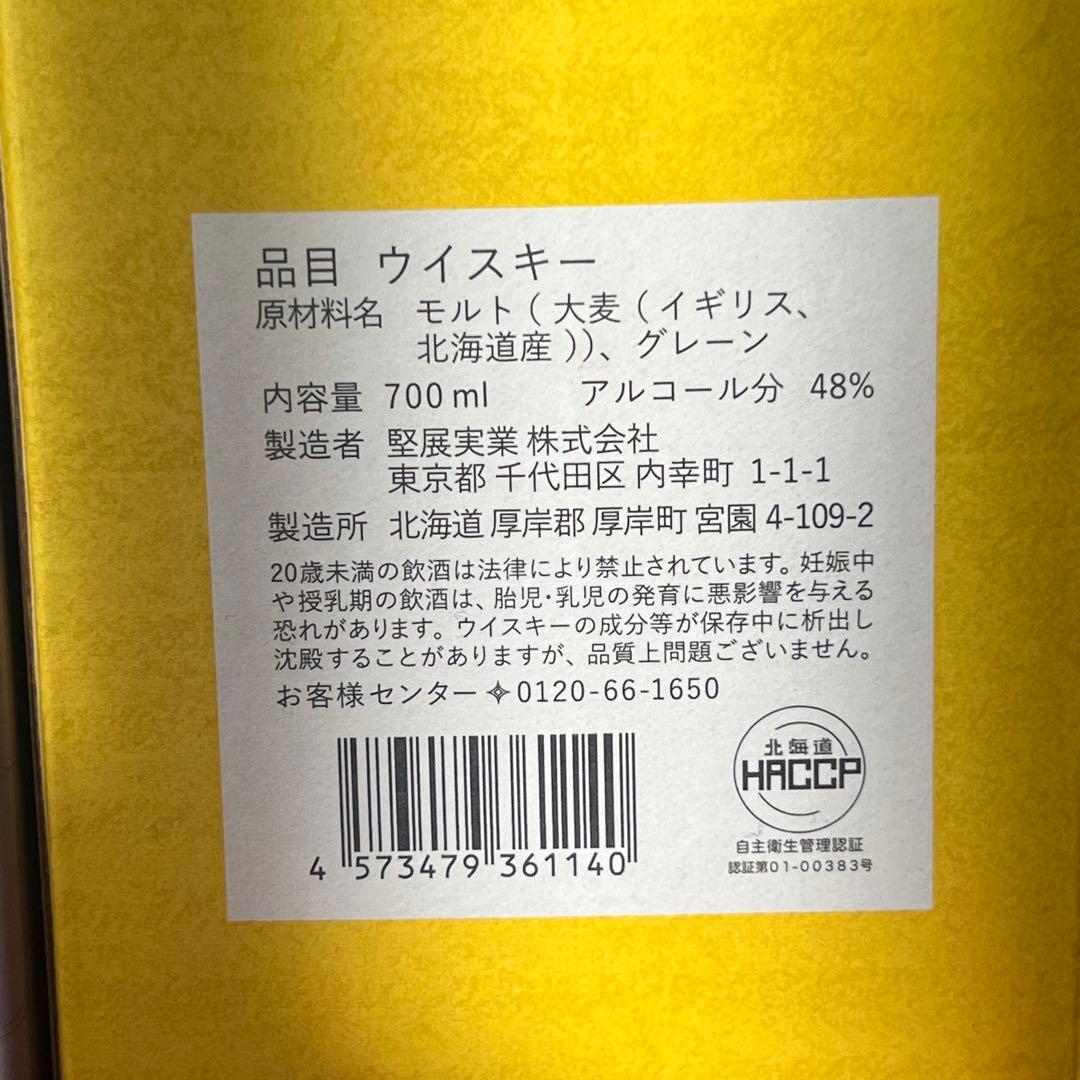 品目 ウイスキー
原材料名 モルト ( 大麦 ( イギリス、
北海道産 ))、グレーン
内容量 700 ml アルコール分 48%
製造者 堅展実業 株式会社
東京都 千代田区 内幸町 1-1-1
製造所 北海道 厚岸郡 厚岸町 宮園 4-109-2
20歳未満の飲酒は法律により禁止されています。妊娠中
や授乳期の飲酒は、胎児・乳児の発育に悪影響を与える
恐れがあります。ウイスキーの成分等が保存中に析出し
沈殿することがありますが、品質上問題ございません。
お客様センター 0120-66-1650
4 573479 361140
北海道
HACCP
自主衛生管理認証
認証第01-00383号